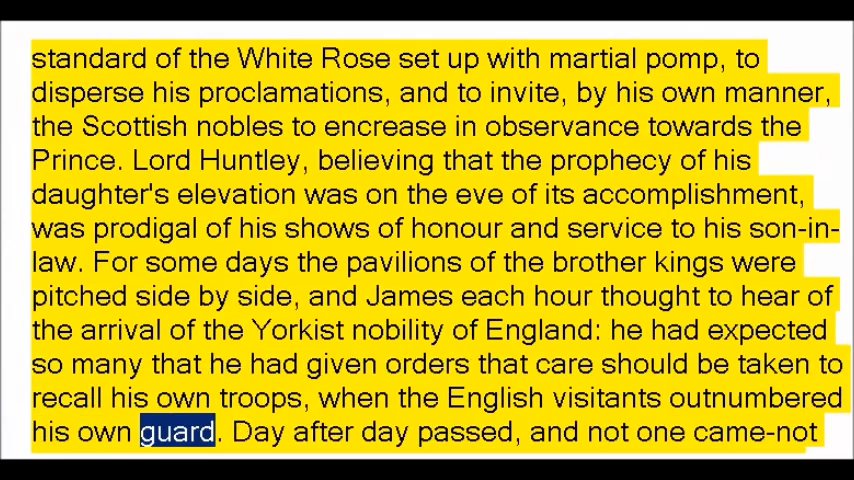 standard of the White Rose set up with martial pomp, to
disperse his proclamations, and to invite, by his own manner,
the Scottish nobles to encrease in observance towards the
Prince. Lord Huntley, believing that the prophecy of his
daughter's elevation was on the eve of its accomplishment,
was prodigal of his shows of honour and service to his son-in-
law. For some days the pavilions of the brother kings were
pitched side by side, and James each hour thought to hear of
the arrival of the Yorkist nobility of England: he had expected
so many that he had given orders that care should be taken to
recall his own troops, when the English visitants outnumbered
his own guard. Day after day passed, and not one came-not